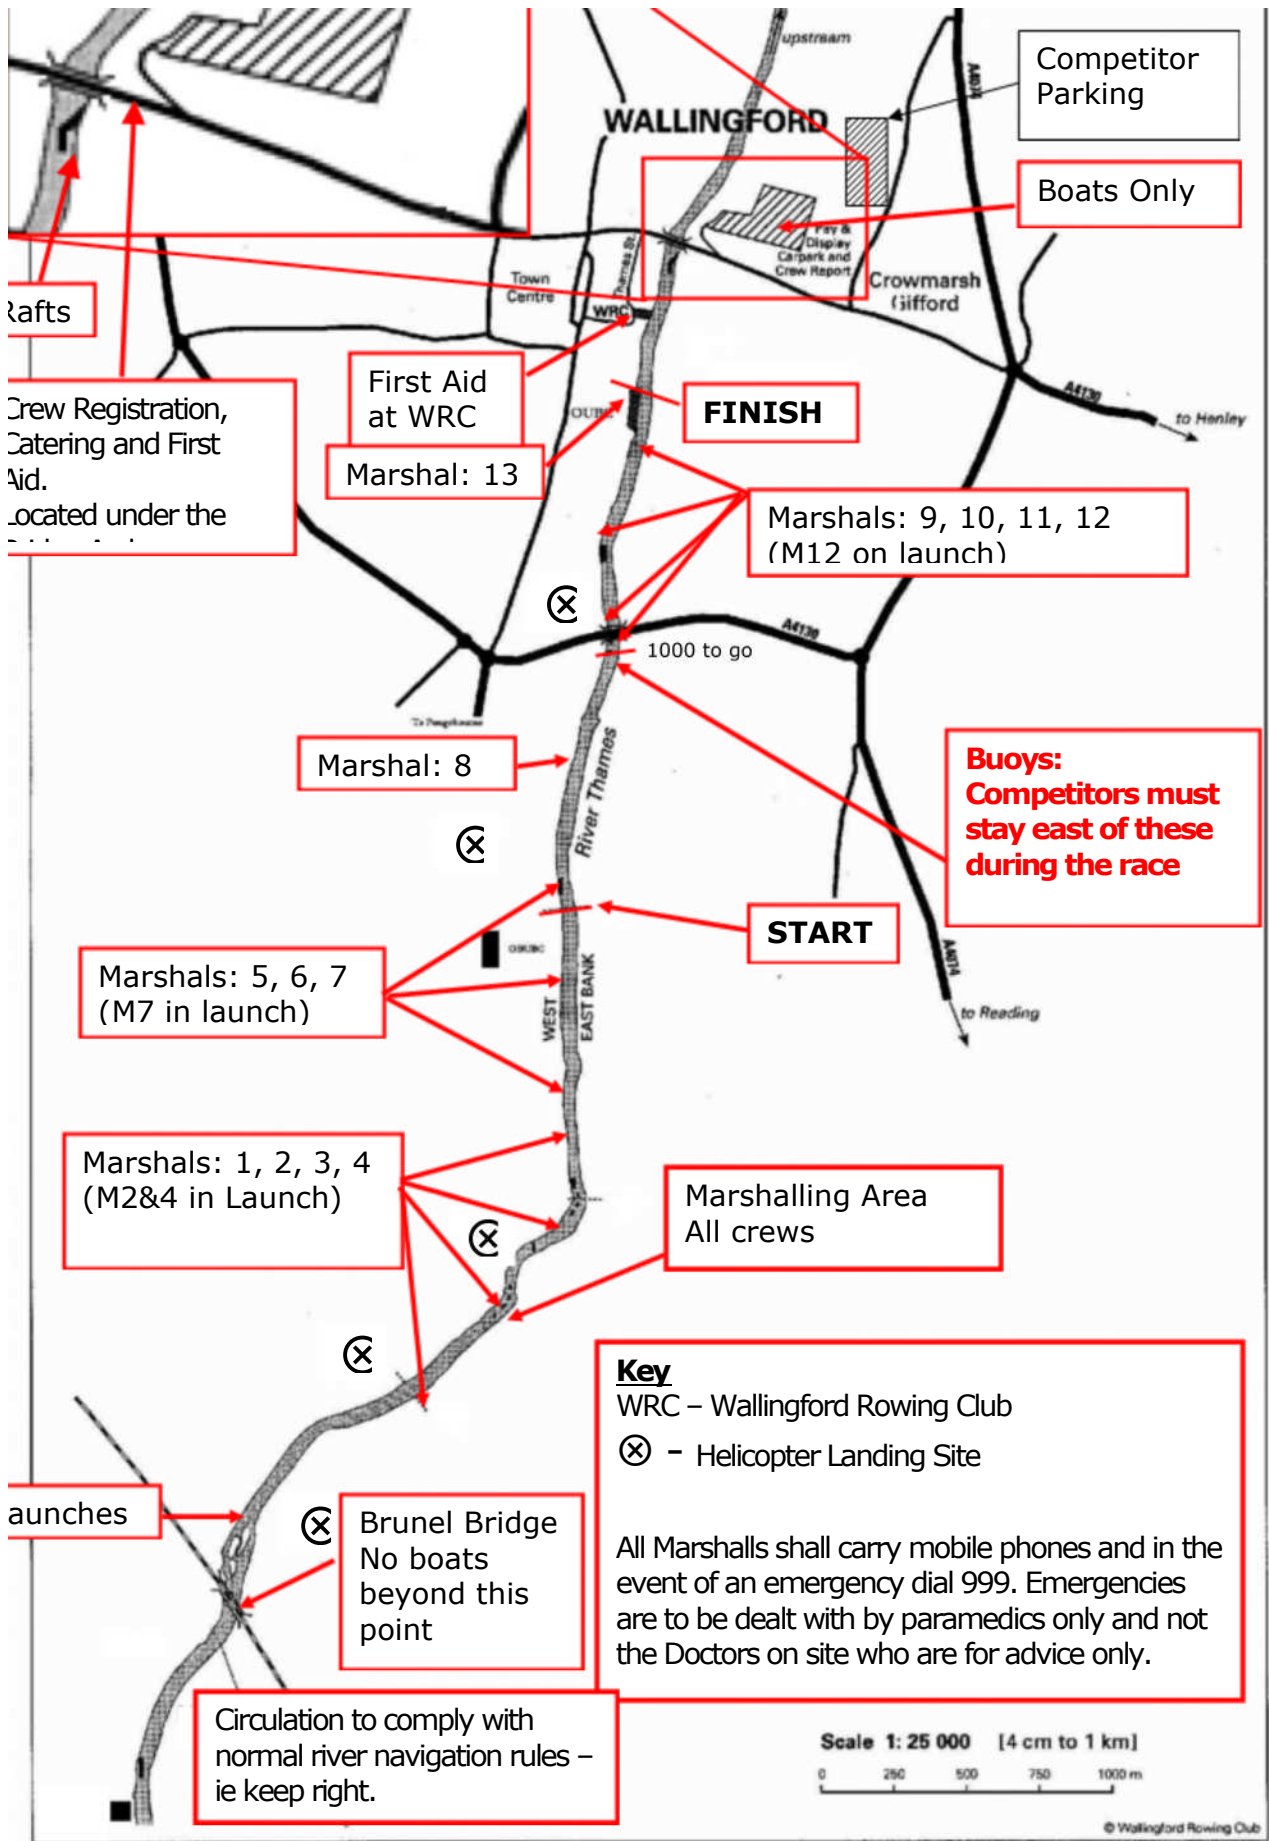 upstream
A4074
Competitor
Parking
WALLINGFORD
Boats Only
Pay &
Display
Carpark and
Crew Report
Thames St.
Town
Centre
Crowmarsh
Gifford
WRC
Rafts
First Aid
at WRC
FINISH
A4130
to Henley
OUBC
Crew Registration,
Catering and First
Aid.
Located under the
Marshal: 13
Marshals: 9, 10, 11, 12
(M12 on launch)
A4130
1000 to go
Marshal: 8
River Thames
Buoys:
Competitors must
stay east of these
during the race
START
OBUBC
Marshals: 5, 6, 7
(M7 in launch)
WEST
EAST BANK
A4074
to Reading
Marshals: 1, 2, 3, 4
(M2&4 in Launch)
Marshalling Area
All crews
Key
WRC – Wallingford Rowing Club
– Helicopter Landing Site
All Marshalls shall carry mobile phones and in the
event of an emergency dial 999. Emergencies
are to be dealt with by paramedics only and not
the Doctors on site who are for advice only.
aunches
Brunel Bridge
No boats
beyond this
point
Circulation to comply with
normal river navigation rules –
ie keep right.
Scale 1: 25 000 [4 cm to 1 km]
0 250 500 750 1000 m
© Wallingford Rowing Club